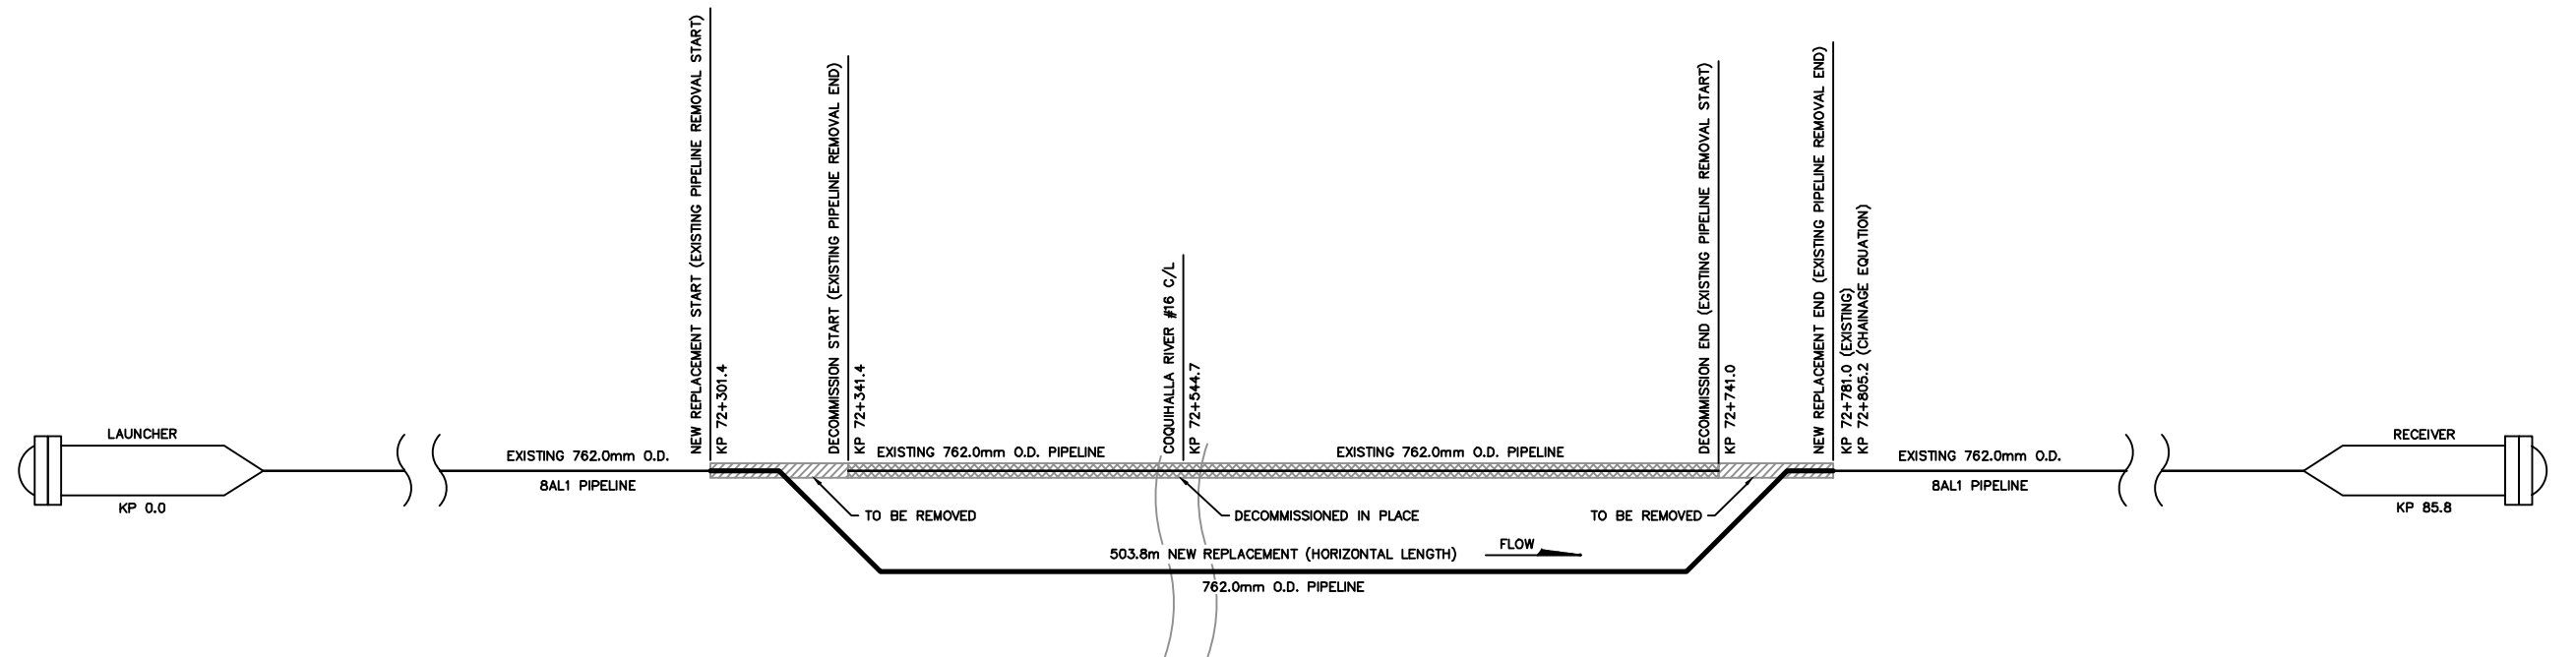 NEW REPLACEMENT START (EXISTING PIPELINE REMOVAL START)
KP 72+301.4
DECOMMISSION START (EXISTING PIPELINE REMOVAL END)
KP 72+341.4
COQUIHALLA RIVER #16 C/L
KP 72+544.7
DECOMMISSION END (EXISTING PIPELINE REMOVAL START)
KP 72+741.0
NEW REPLACEMENT END (EXISTING PIPELINE REMOVAL END)
KP 72+781.0 (EXISTING)
KP 72+805.2 (CHAINAGE EQUATION)
LAUNCHER
KP 0.0
EXISTING 762.0mm O.D.
8AL1 PIPELINE
EXISTING 762.0mm O.D. PIPELINE
EXISTING 762.0mm O.D. PIPELINE
EXISTING 762.0mm O.D.
8AL1 PIPELINE
RECEIVER
KP 85.8
TO BE REMOVED
DECOMMISSIONED IN PLACE
TO BE REMOVED
503.8m NEW REPLACEMENT (HORIZONTAL LENGTH)
FLOW
762.0mm O.D. PIPELINE